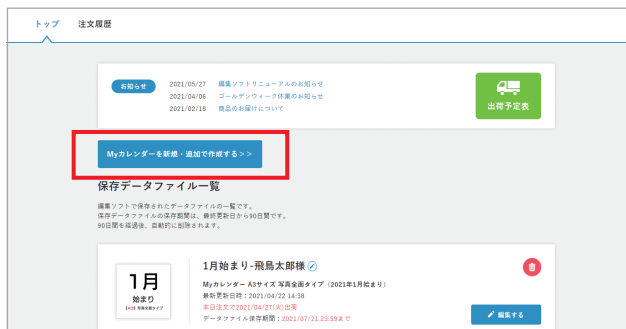 トップ 注文履歴
お知らせ
2021/05/27 編集ソフトリニューアルのお知らせ
2021/04/06 ゴールデンウィーク休業のお知らせ
2021/02/18 商品のお届けについて
出荷予定表
Myカレンダーを新規・追加で作成する>>
保存データファイル一覧
編集ソフトで保存されたデータファイルの一覧です。
保存データファイルの保存期間は、最終更新日から90日間です。
90日間を経過後、自動的に削除されます。
1月
始まり
【A3】写真全面タイプ
1月始まり-飛鳥太郎様
Myカレンダー A3サイズ 写真全面タイプ（2021年1月始まり）
最新更新日時：2021/04/22 14:38
本日注文で2021/04/27(火)出荷
データファイル保存期間：2021/07/21 23:59まで
編集する